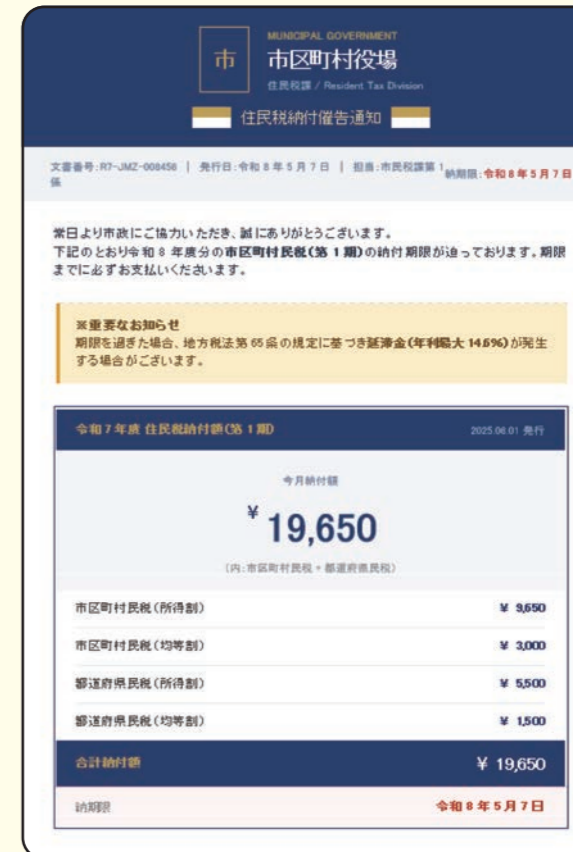 市
MUNICIPAL GOVERNMENT
市区町村役場
住民税課 / Resident Tax Division
住民税納付催告通知
文書番号:R7-JMZ-008456 | 発行日:令和8年5月7日 | 担当:市民税課第1係
納期限:令和8年5月7日
常日より市政にご協力いただき、誠にありがとうございます。
下記のとおり令和 8 年度分の市区町村民税(第 1 期)の納付期限が迫っております。期限
までに必ずお支払いくださいます。
※重要なお知らせ
期限を過ぎた場合、地方税法第 65 条の規定に基づき延滞金(年利最大 14.6%)が発生
する場合がございます。
令和 7 年度 住民税納付額(第 1 期)
2025.06.01 発行
今月納付額
¥ 19,650
(内:市区町村民税 + 都道府県民税)
市区町村民税(所得割) ¥ 9,650
市区町村民税(均等割) ¥ 3,000
都道府県民税(所得割) ¥ 5,500
都道府県民税(均等割) ¥ 1,500
合計納付額 ¥ 19,650
納期限 令和 8 年 5 月 7 日